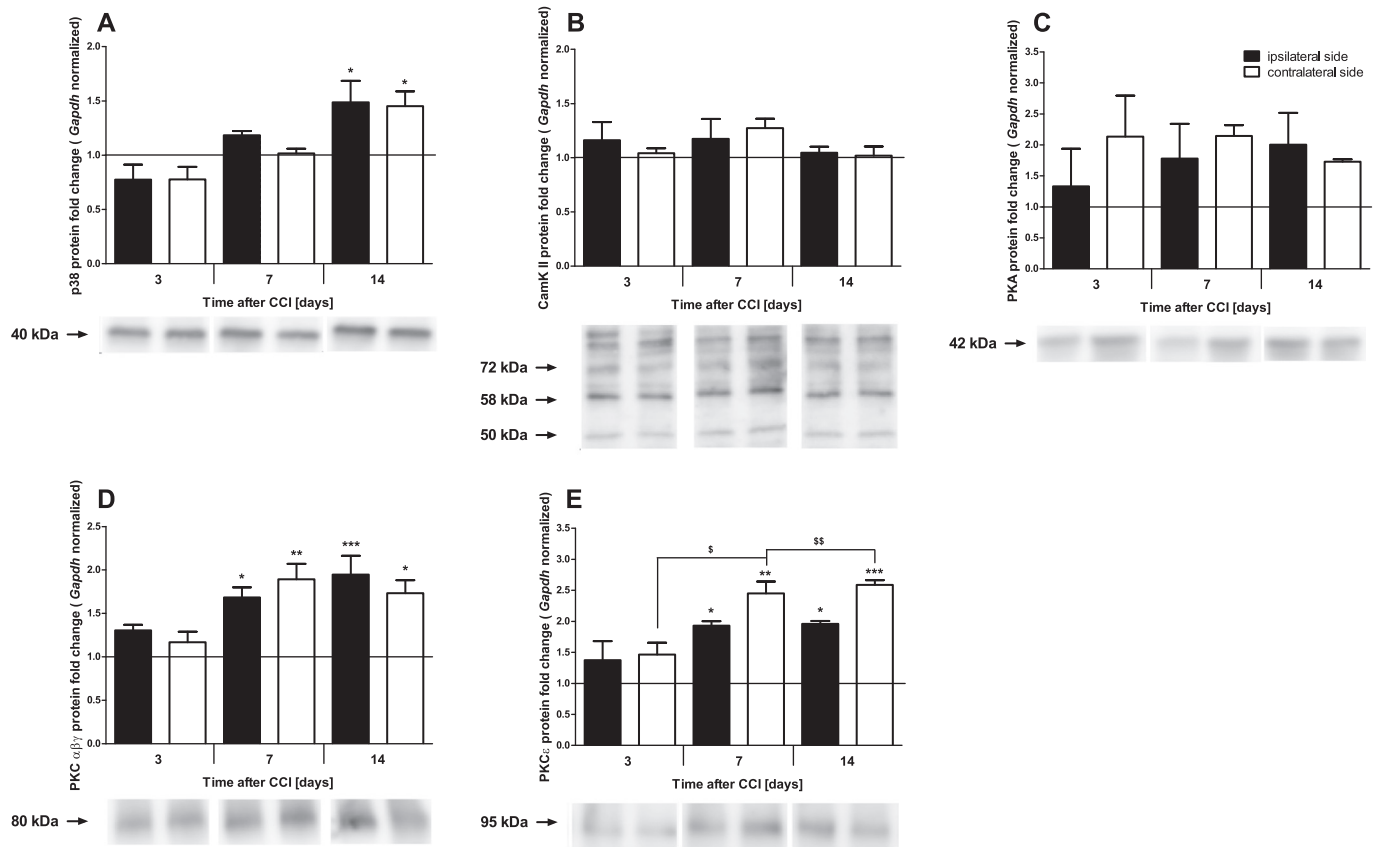 A
p38 protein fold change ( Gapdh normalized)
2.0
1.5
1.0
0.5
0.0
* *
3 7 14
Time after CCI [days]
40 kDa
B
CamK II protein fold change ( Gapdh normalized)
2.0
1.5
1.0
0.5
0.0
3 7 14
Time after CCI [days]
72 kDa
58 kDa
50 kDa
C
PKA protein fold change ( Gapdh normalized)
3.5
3.0
2.5
2.0
1.5
1.0
0.5
0.0
ipsilateral side
contralateral side
3 7 14
Time after CCI [days]
42 kDa
D
PKC αβγ protein fold change ( Gapdh normalized)
2.5
2.0
1.5
1.0
0.5
0.0
* ** *** *
3 7 14
Time after CCI [days]
80 kDa
E
PKCε protein fold change ( Gapdh normalized)
3.5
3.0
2.5
2.0
1.5
1.0
0.5
0.0
$ $$
* ** * ***
3 7 14
Time after CCI [days]
95 kDa